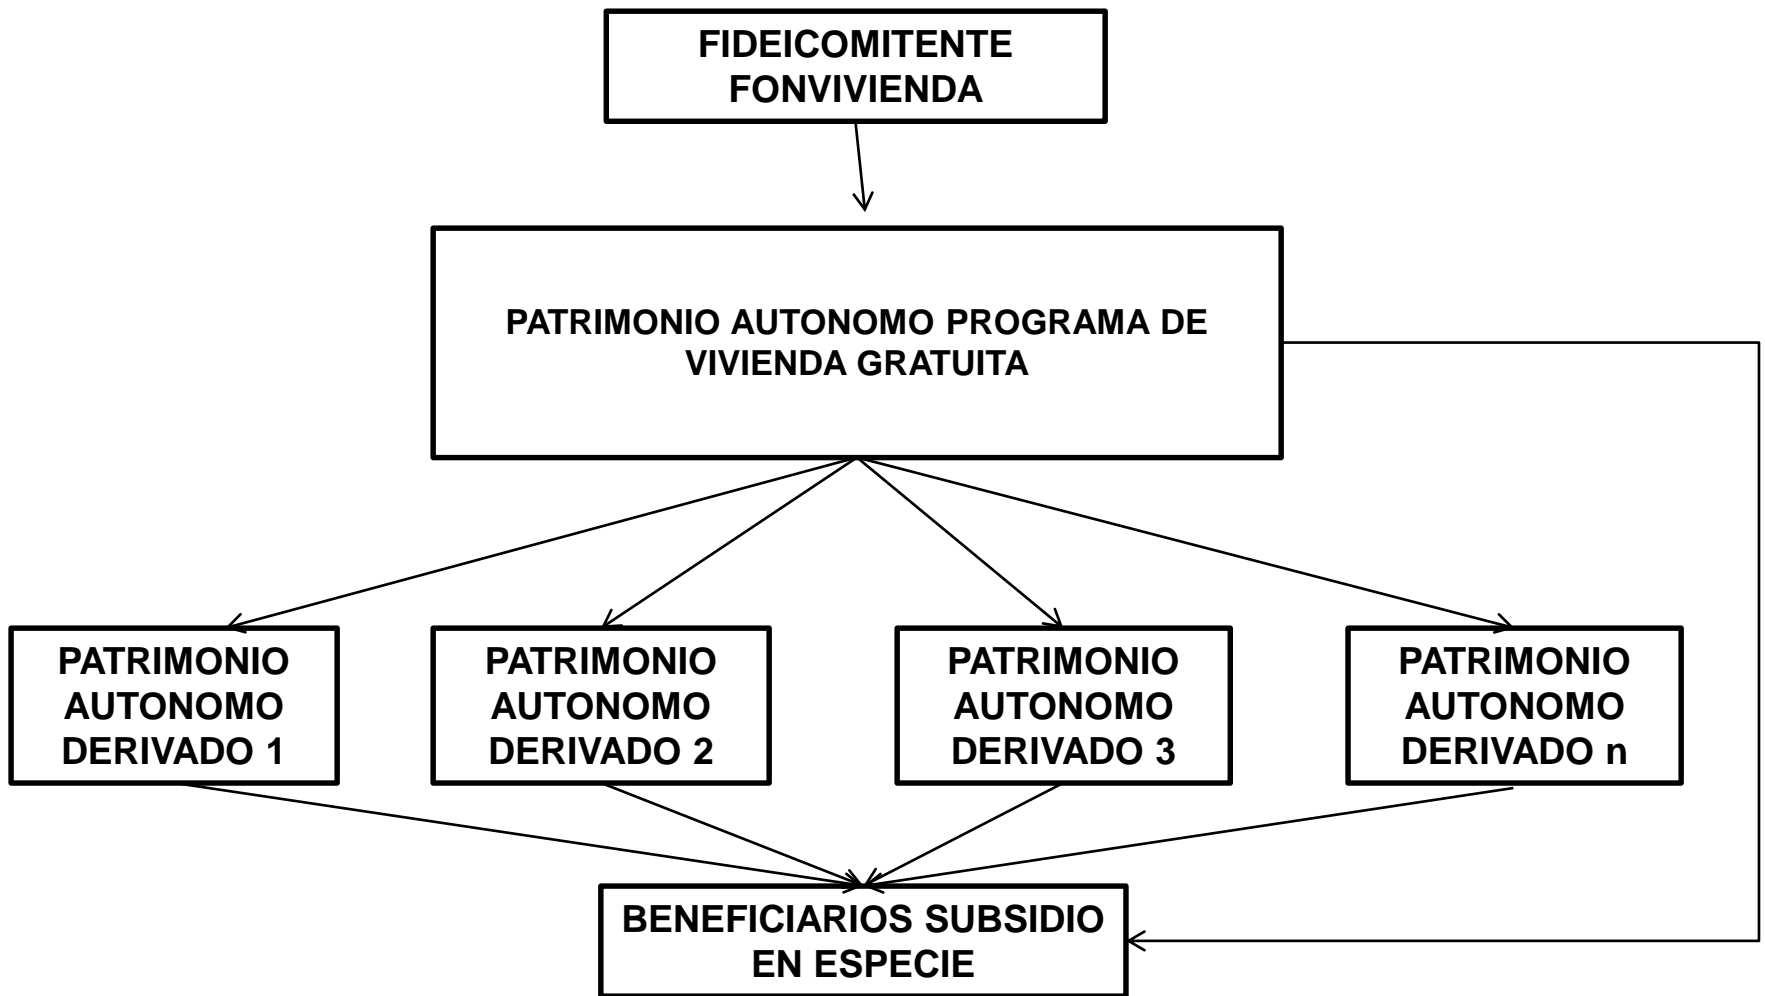 FIDEICOMITENTE
FONVIVIENDA
PATRIMONIO AUTONOMO PROGRAMA DE
VIVIENDA GRATUITA
PATRIMONIO
AUTONOMO
DERIVADO 1
PATRIMONIO
AUTONOMO
DERIVADO 2
PATRIMONIO
AUTONOMO
DERIVADO 3
PATRIMONIO
AUTONOMO
DERIVADO n
BENEFICIARIOS SUBSIDIO
EN ESPECIE